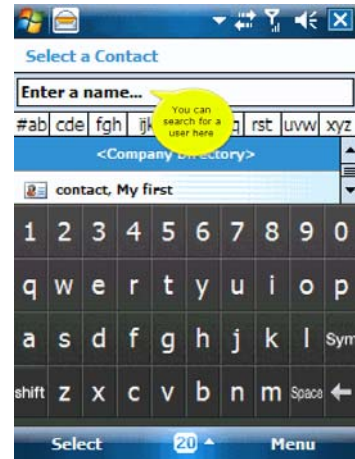 Select a Contact
Enter a name...
You can
search for a
user here
#ab cde fgh ijk rst uvw xyz
<Company Directory>
contact, My first
1 2 3 4 5 6 7 8 9 0
q w e r t y u i o p
a s d f g h j k l Sym
shift z x c v b n m Space ←
Select 20 Menu